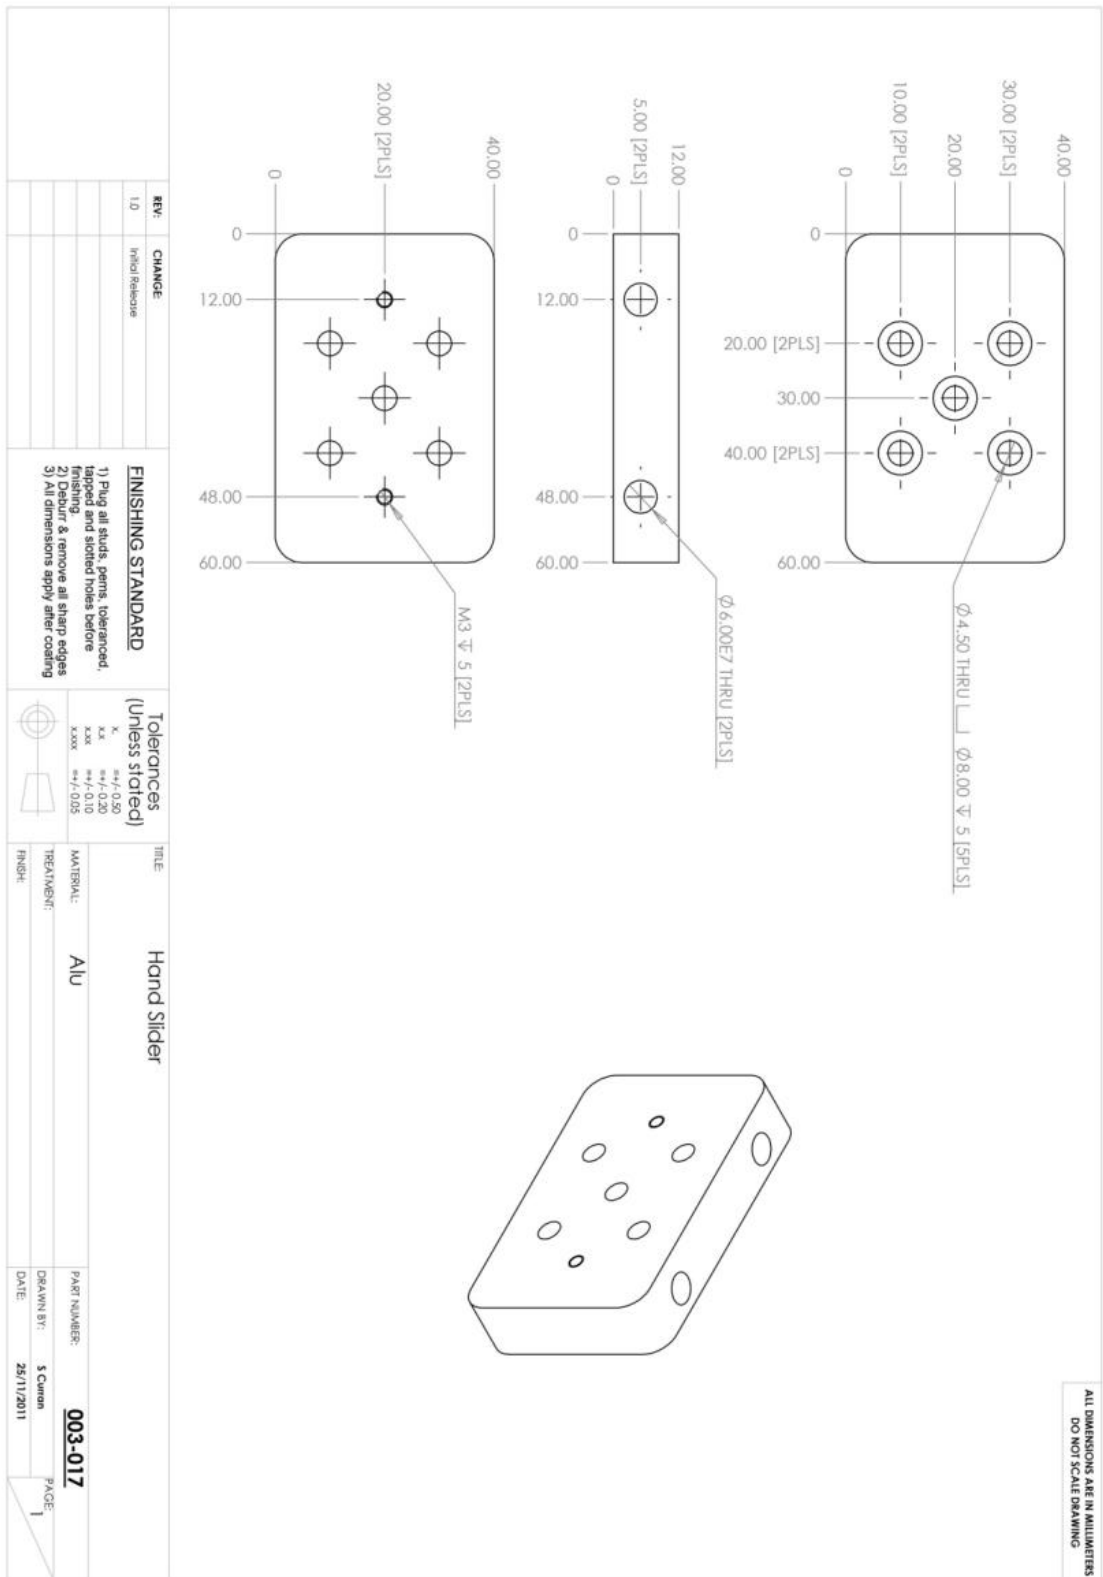 ALL DIMENSIONS ARE IN MILLIMETERS
DO NOT SCALE DRAWING
40.00
30.00 [2PLS]
20.00
10.00 [2PLS]
0
0
20.00 [2PLS]
30.00
40.00 [2PLS]
60.00
Ø4.50 THRU ⌴ Ø8.00 ↧ 5 [5PLS]
12.00
5.00 [2PLS]
0
0
12.00
48.00
60.00
Ø6.00E7 THRU [2PLS]
40.00
20.00 [2PLS]
0
0
12.00
48.00
60.00
M3 ↧ 5 [2PLS]
REV: CHANGE:
1.0 Initial Release
FINISHING STANDARD
1) Plug all studs, pems, toleranced,
tapped and slotted holes before
finishing.
2) Deburr & remove all sharp edges
3) All dimensions apply after coating
Tolerances
(Unless stated)
X. =+/- 0.50
X.X =+/- 0.20
X.XX =+/- 0.10
X.XXX =+/- 0.05
TITLE: Hand Slider
MATERIAL: Alu
TREATMENT:
FINISH:
PART NUMBER: 003-017
DRAWN BY: S Curran
DATE: 25/11/2011
PAGE: 1